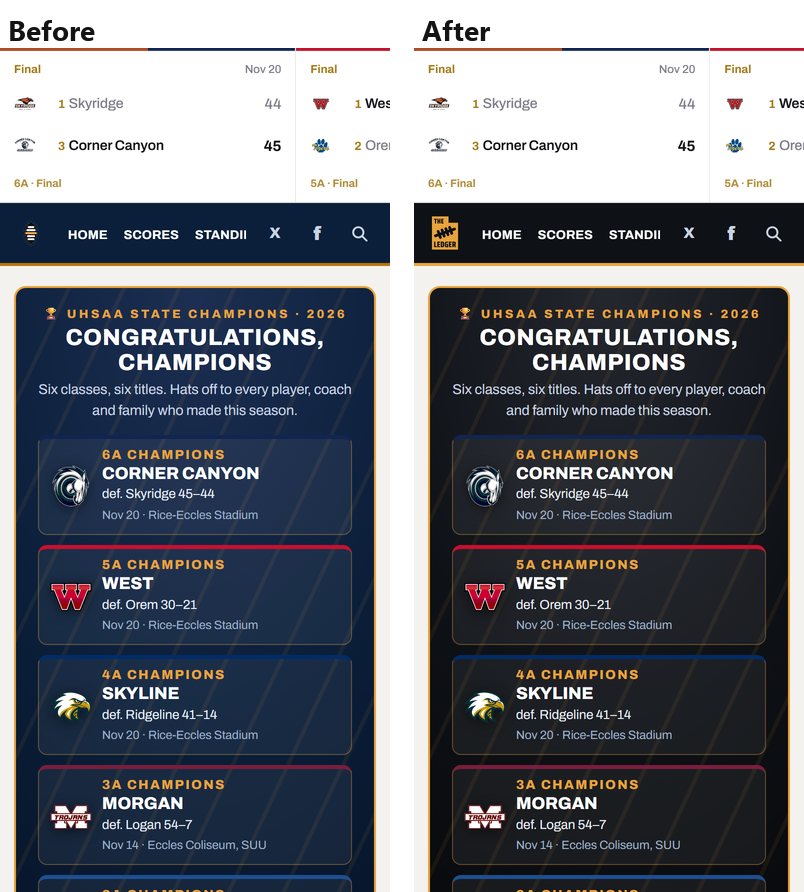 Before
Final Nov 20 Final
1 Skyridge 44 1 Wes
3 Corner Canyon 45 2 Orer
6A · Final 5A · Final
HOME SCORES STANDII X f
🏆 UHSAA STATE CHAMPIONS · 2026
CONGRATULATIONS,
CHAMPIONS
Six classes, six titles. Hats off to every player, coach
and family who made this season.
6A CHAMPIONS
CORNER CANYON
def. Skyridge 45–44
Nov 20 · Rice-Eccles Stadium
5A CHAMPIONS
W WEST
def. Orem 30–21
Nov 20 · Rice-Eccles Stadium
4A CHAMPIONS
SKYLINE
def. Ridgeline 41–14
Nov 20 · Rice-Eccles Stadium
3A CHAMPIONS
TROJANS MORGAN
def. Logan 54–7
Nov 14 · Eccles Coliseum, SUU
After
Final Nov 20 Final
1 Skyridge 44 1 Wes
3 Corner Canyon 45 2 Orer
6A · Final 5A · Final
THE
LEDGER
HOME SCORES STANDII X f
🏆 UHSAA STATE CHAMPIONS · 2026
CONGRATULATIONS,
CHAMPIONS
Six classes, six titles. Hats off to every player, coach
and family who made this season.
6A CHAMPIONS
CORNER CANYON
def. Skyridge 45–44
Nov 20 · Rice-Eccles Stadium
5A CHAMPIONS
W WEST
def. Orem 30–21
Nov 20 · Rice-Eccles Stadium
4A CHAMPIONS
SKYLINE
def. Ridgeline 41–14
Nov 20 · Rice-Eccles Stadium
3A CHAMPIONS
TROJANS MORGAN
def. Logan 54–7
Nov 14 · Eccles Coliseum, SUU